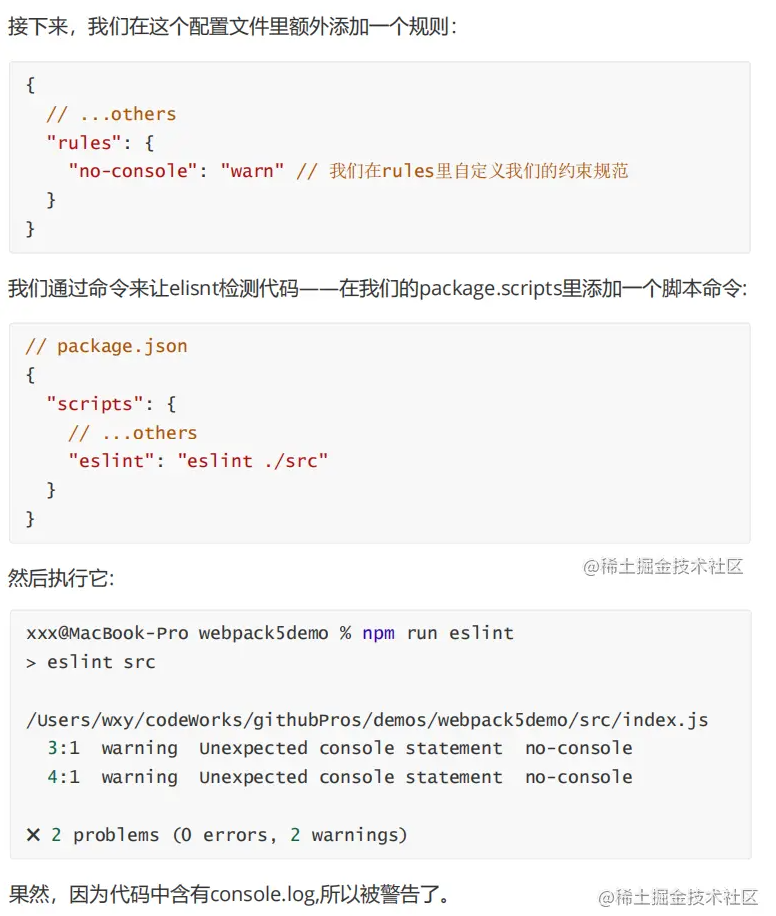 接下来，我们在这个配置文件里额外添加一个规则：
{
  // ...others
  "rules": {
    "no-console": "warn" // 我们在rules里自定义我们的约束规范
  }
}
我们通过命令来让elisnt检测代码——在我们的package.scripts里添加一个脚本命令:
// package.json
{
  "scripts": {
    // ...others
    "eslint": "eslint ./src"
  }
}
@稀土掘金技术社区
然后执行它:
xxx@MacBook-Pro webpack5demo % npm run eslint
> eslint src
/Users/wxy/codeWorks/githubPros/demos/webpack5demo/src/index.js
  3:1  warning  Unexpected console statement  no-console
  4:1  warning  Unexpected console statement  no-console
✖ 2 problems (0 errors, 2 warnings)
果然，因为代码中含有console.log,所以被警告了。
@稀土掘金技术社区